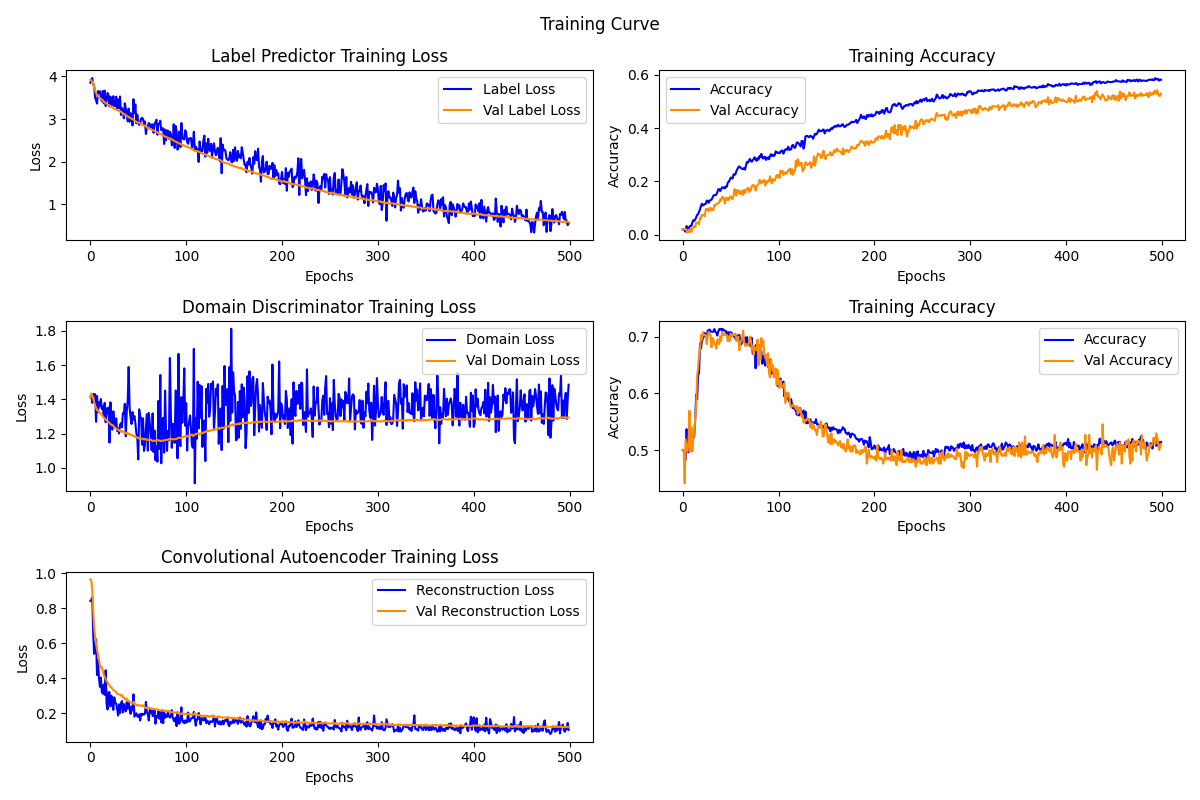 Training Curve
Label Predictor Training Loss
4
3
2
1
Loss
Label Loss
Val Label Loss
0 100 200 300 400 500
Epochs
Training Accuracy
0.6
0.4
0.2
0.0
Accuracy
Accuracy
Val Accuracy
0 100 200 300 400 500
Epochs
Domain Discriminator Training Loss
1.8
1.6
1.4
1.2
1.0
Loss
Domain Loss
Val Domain Loss
0 100 200 300 400 500
Epochs
Training Accuracy
0.7
0.6
0.5
Accuracy
Accuracy
Val Accuracy
0 100 200 300 400 500
Epochs
Convolutional Autoencoder Training Loss
1.0
0.8
0.6
0.4
0.2
Loss
Reconstruction Loss
Val Reconstruction Loss
0 100 200 300 400 500
Epochs